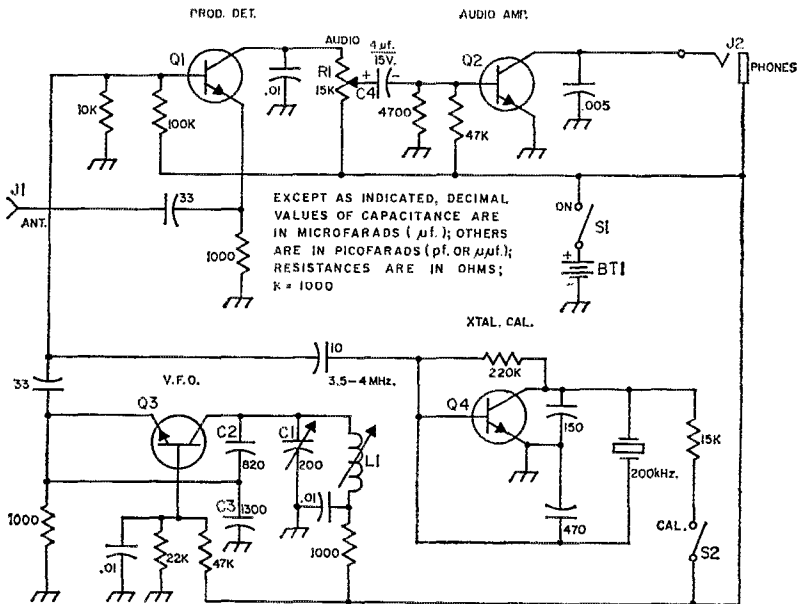 PROD. DET.
AUDIO AMP.
Q1
AUDIO
R1
15K
.01
4µf.
15V.
+ -
C4
Q2
J2
PHONES
.005
10K
100K
4700
47K
J1
ANT.
33
1000
EXCEPT AS INDICATED, DECIMAL
VALUES OF CAPACITANCE ARE
IN MICROFARADS ( µf.); OTHERS
ARE IN PICOFARADS (pf. OR µµf.);
RESISTANCES ARE IN OHMS;
K = 1000
ON
S1
+
BT1
-
XTAL. CAL.
10
3.5-4 MHz.
220K
33
V.F.O.
Q3
Q4
C2
820
C1
200
L1
150
200kHz.
15K
C3
1300
.01
1000
1000
.01
22K
47K
470
CAL.
S2